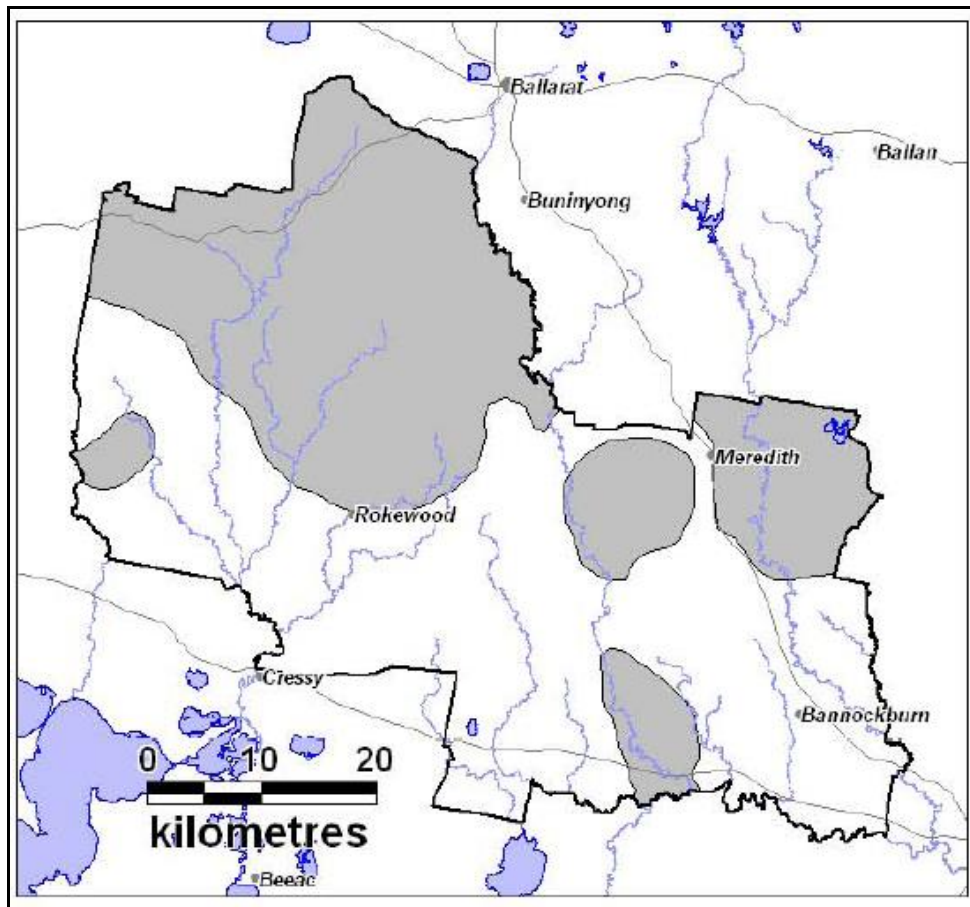 Ballarat
Ballan
Buninyong
Meredith
Rokewood
Cressy
Bannockburn
0 10 20
kilometres
Beeac